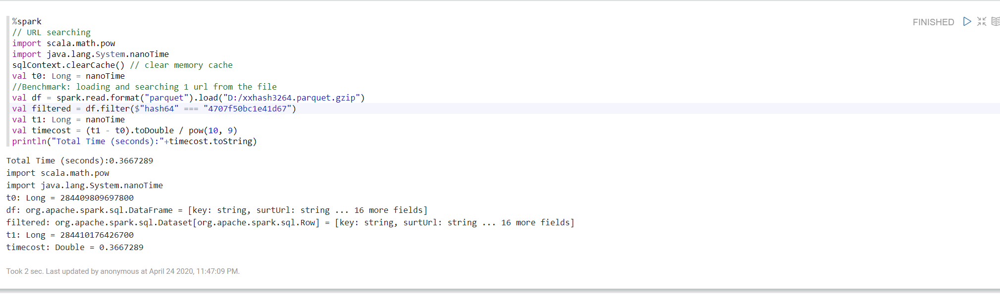 %spark
FINISHED
// URL searching
import scala.math.pow
import java.lang.System.nanoTime
sqlContext.clearCache() // clear memory cache
val t0: Long = nanoTime
//Benchmark: loading and searching 1 url from the file
val df = spark.read.format("parquet").load("D:/xxhash3264.parquet.gzip")
val filtered = df.filter($"hash64" === "4707f50bc1e41d67")
val t1: Long = nanoTime
val timecost = (t1 - t0).toDouble / pow(10, 9)
println("Total Time (seconds):"+timecost.toString)
Total Time (seconds):0.3667289
import scala.math.pow
import java.lang.System.nanoTime
t0: Long = 284409809697800
df: org.apache.spark.sql.DataFrame = [key: string, surtUrl: string ... 16 more fields]
filtered: org.apache.spark.sql.Dataset[org.apache.spark.sql.Row] = [key: string, surtUrl: string ... 16 more fields]
t1: Long = 284410176426700
timecost: Double = 0.3667289
Took 2 sec. Last updated by anonymous at April 24 2020, 11:47:09 PM.